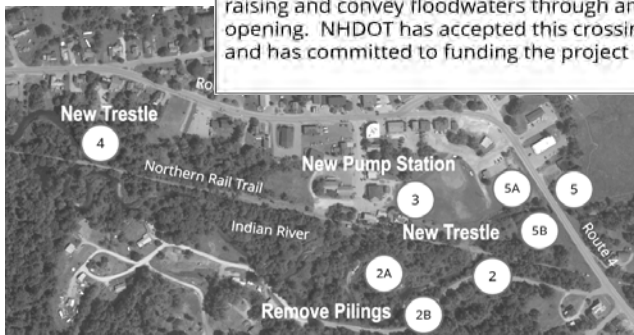 raising and convey floodwaters through an
opening. NHDOT has accepted this crossin
and has committed to funding the project
Ro
New Trestle
4
Northern Rail Trail
New Pump Station
3
5A
5
Indian River
New Trestle
5B
Route 4
2A
2
Remove Pilings
2B